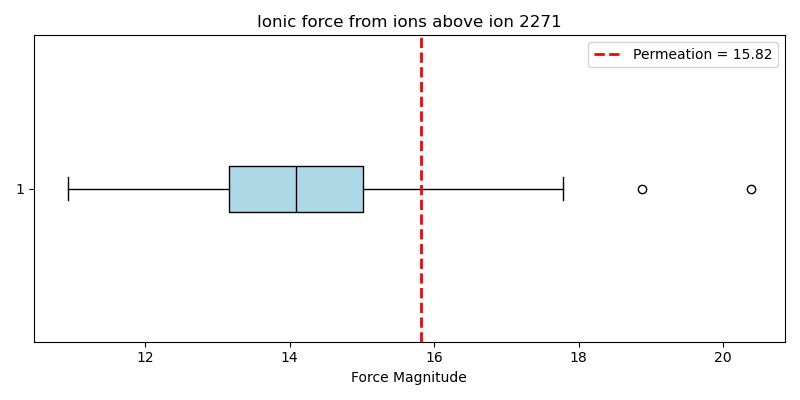 Ionic force from ions above ion 2271
Permeation = 15.82
1
12 14 16 18 20
Force Magnitude